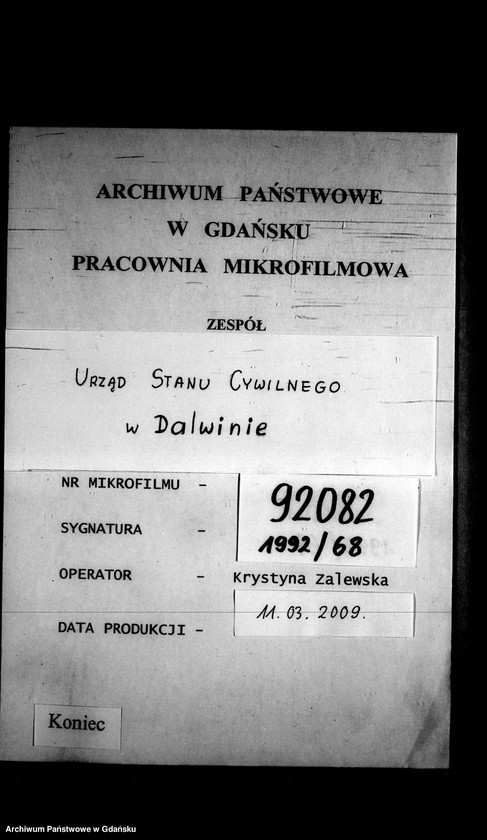 ARCHIWUM PAŃSTWOWE
W GDAŃSKU
PRACOWNIA MIKROFILMOWA
ZESPÓŁ
URZĄD STANU CYWILNEGO
w Dalwinie
NR MIKROFILMU - 92082
SYGNATURA - 1992/68
OPERATOR - Krystyna Zalewska
DATA PRODUKCJI - 11.03.2009.
Koniec
Archiwum Państwowe w Gdańsku